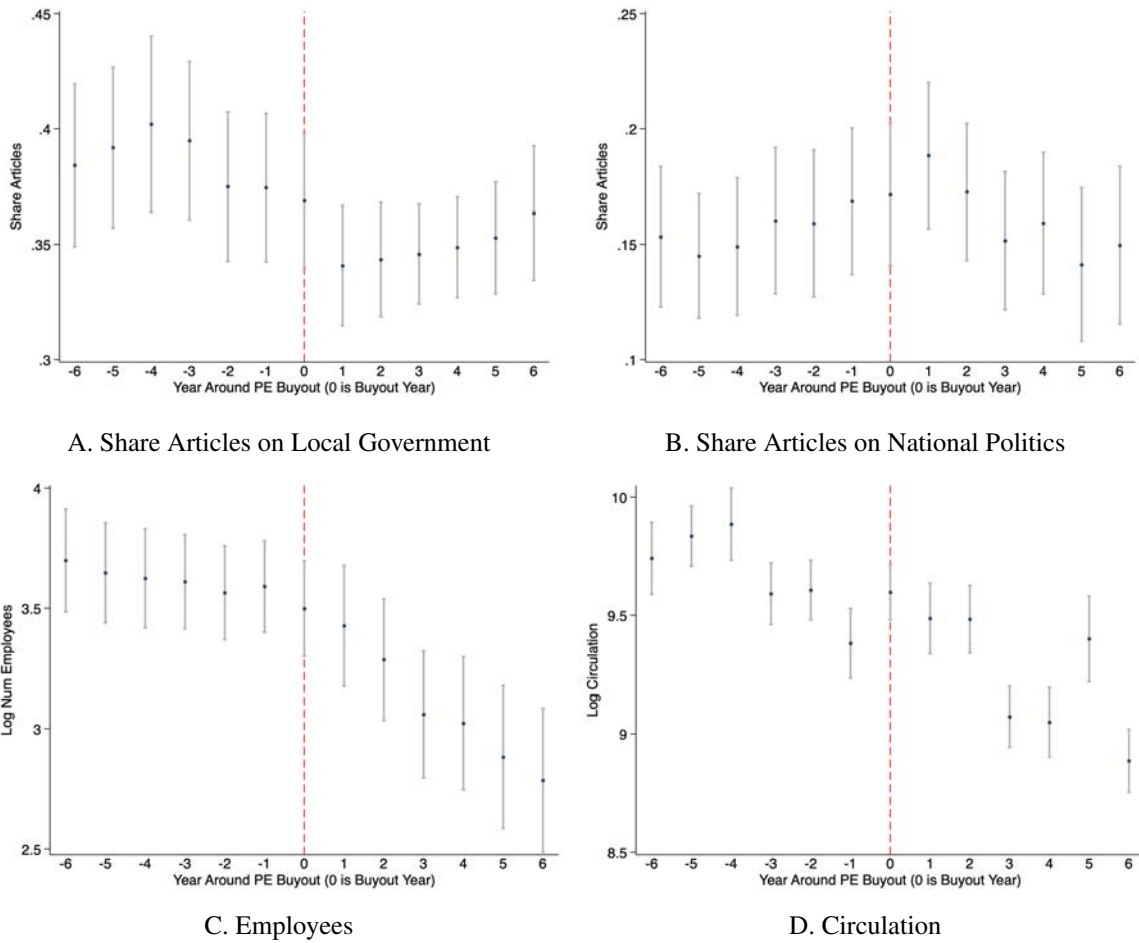 .45
.4
.35
.3
Share Articles
-6 -5 -4 -3 -2 -1 0 1 2 3 4 5 6
Year Around PE Buyout (0 is Buyout Year)
A. Share Articles on Local Government
.25
.2
.15
.1
Share Articles
-6 -5 -4 -3 -2 -1 0 1 2 3 4 5 6
Year Around PE Buyout (0 is Buyout Year)
B. Share Articles on National Politics
4
3.5
3
2.5
Log Num Employees
-6 -5 -4 -3 -2 -1 0 1 2 3 4 5 6
Year Around PE Buyout (0 is Buyout Year)
C. Employees
10
9.5
9
8.5
Log Circulation
-6 -5 -4 -3 -2 -1 0 1 2 3 4 5 6
Year Around PE Buyout (0 is Buyout Year)
D. Circulation